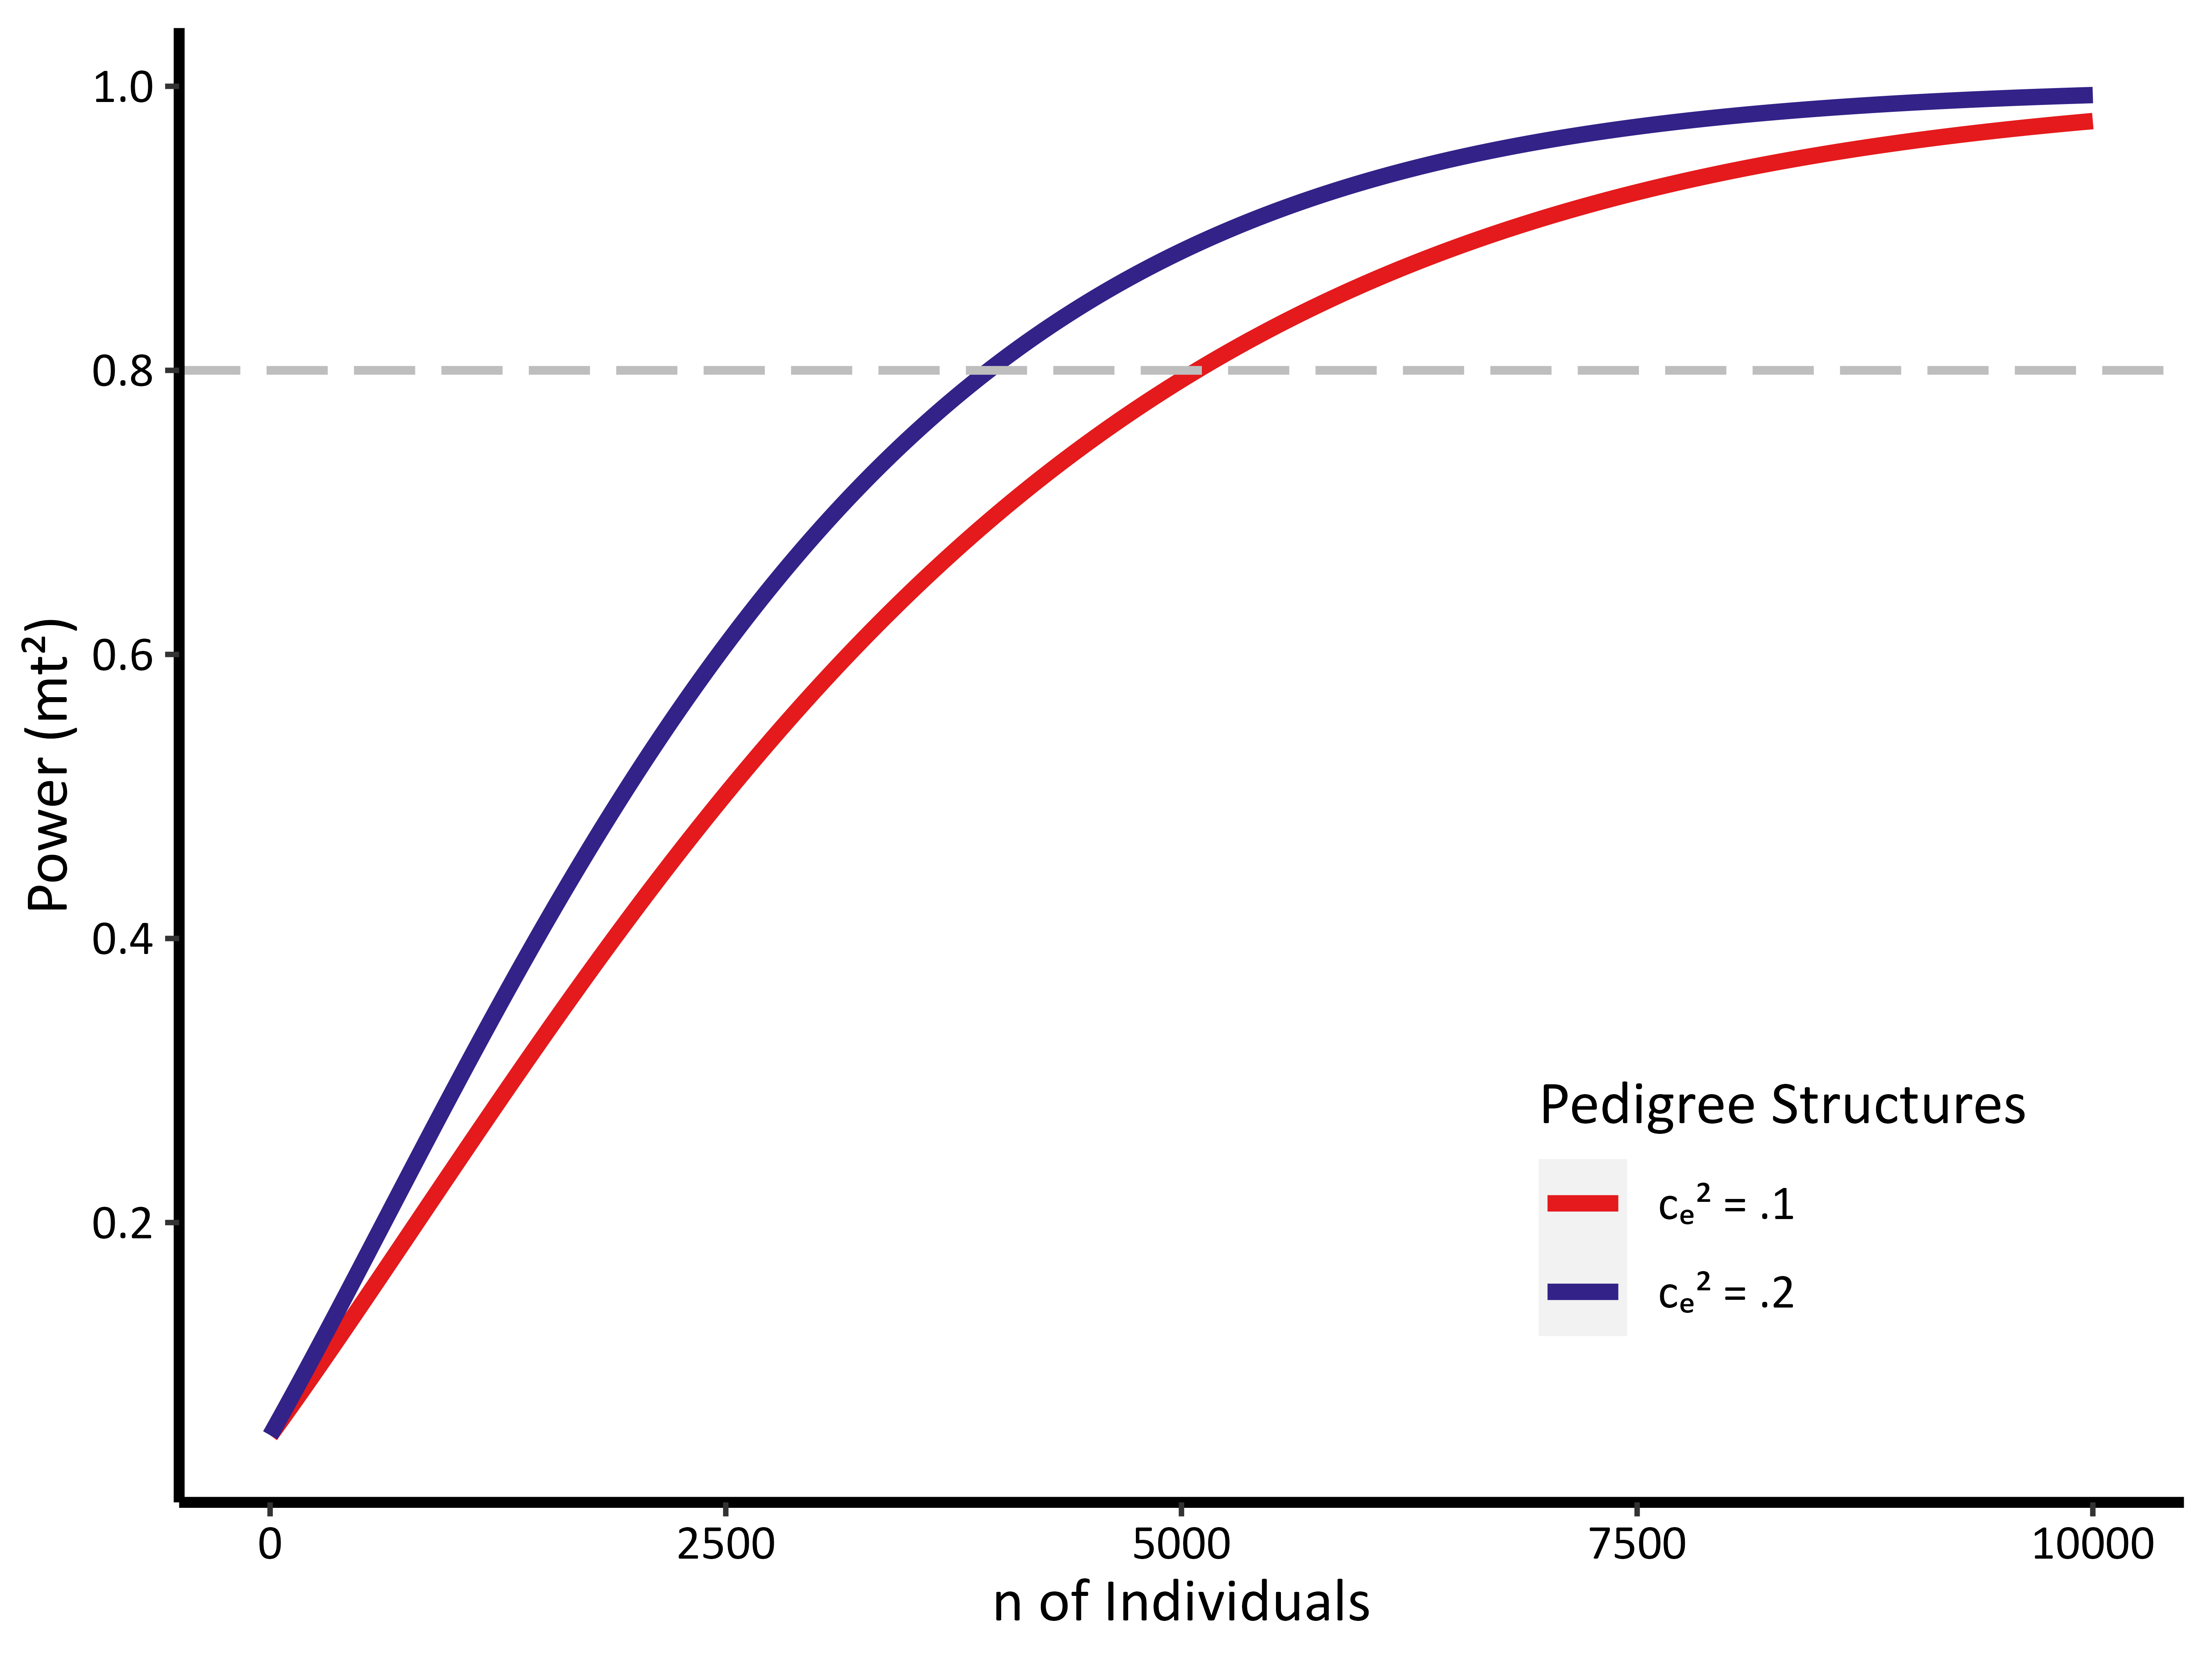 1.0
0.8
0.6
0.4
0.2
Power (mt²)
0
2500
5000
7500
10000
n of Individuals
Pedigree Structures
cₑ² = .1
cₑ² = .2